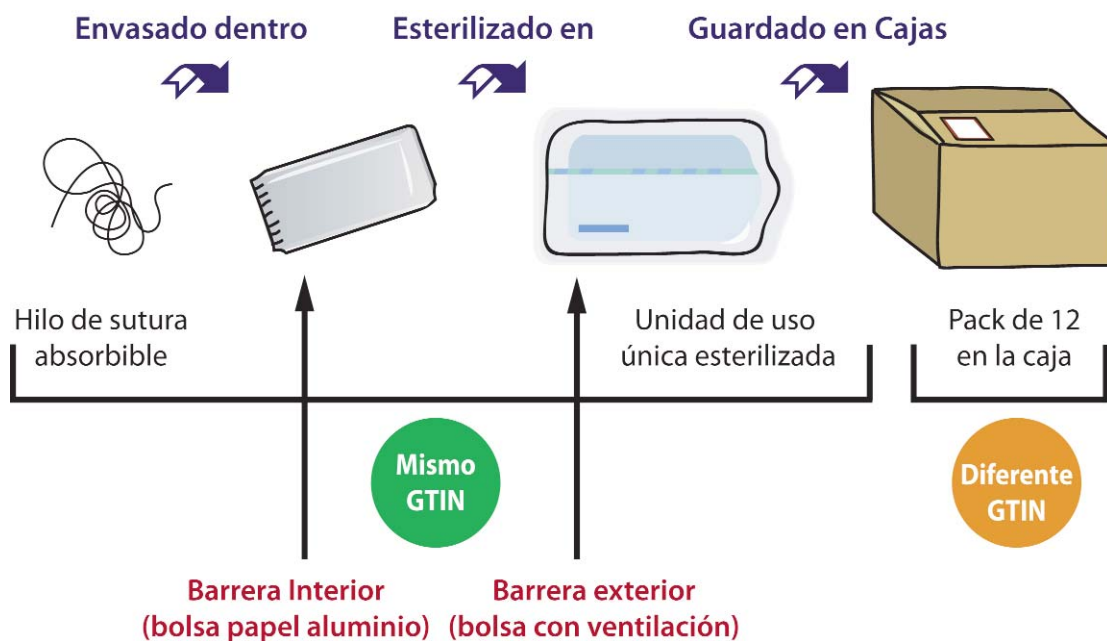 Envasado dentro
Esterilizado en
Guardado en Cajas
Hilo de sutura
absorbible
Unidad de uso
única esterilizada
Pack de 12
en la caja
Mismo
GTIN
Diferente
GTIN
Barrera Interior
(bolsa papel aluminio)
Barrera exterior
(bolsa con ventilación)